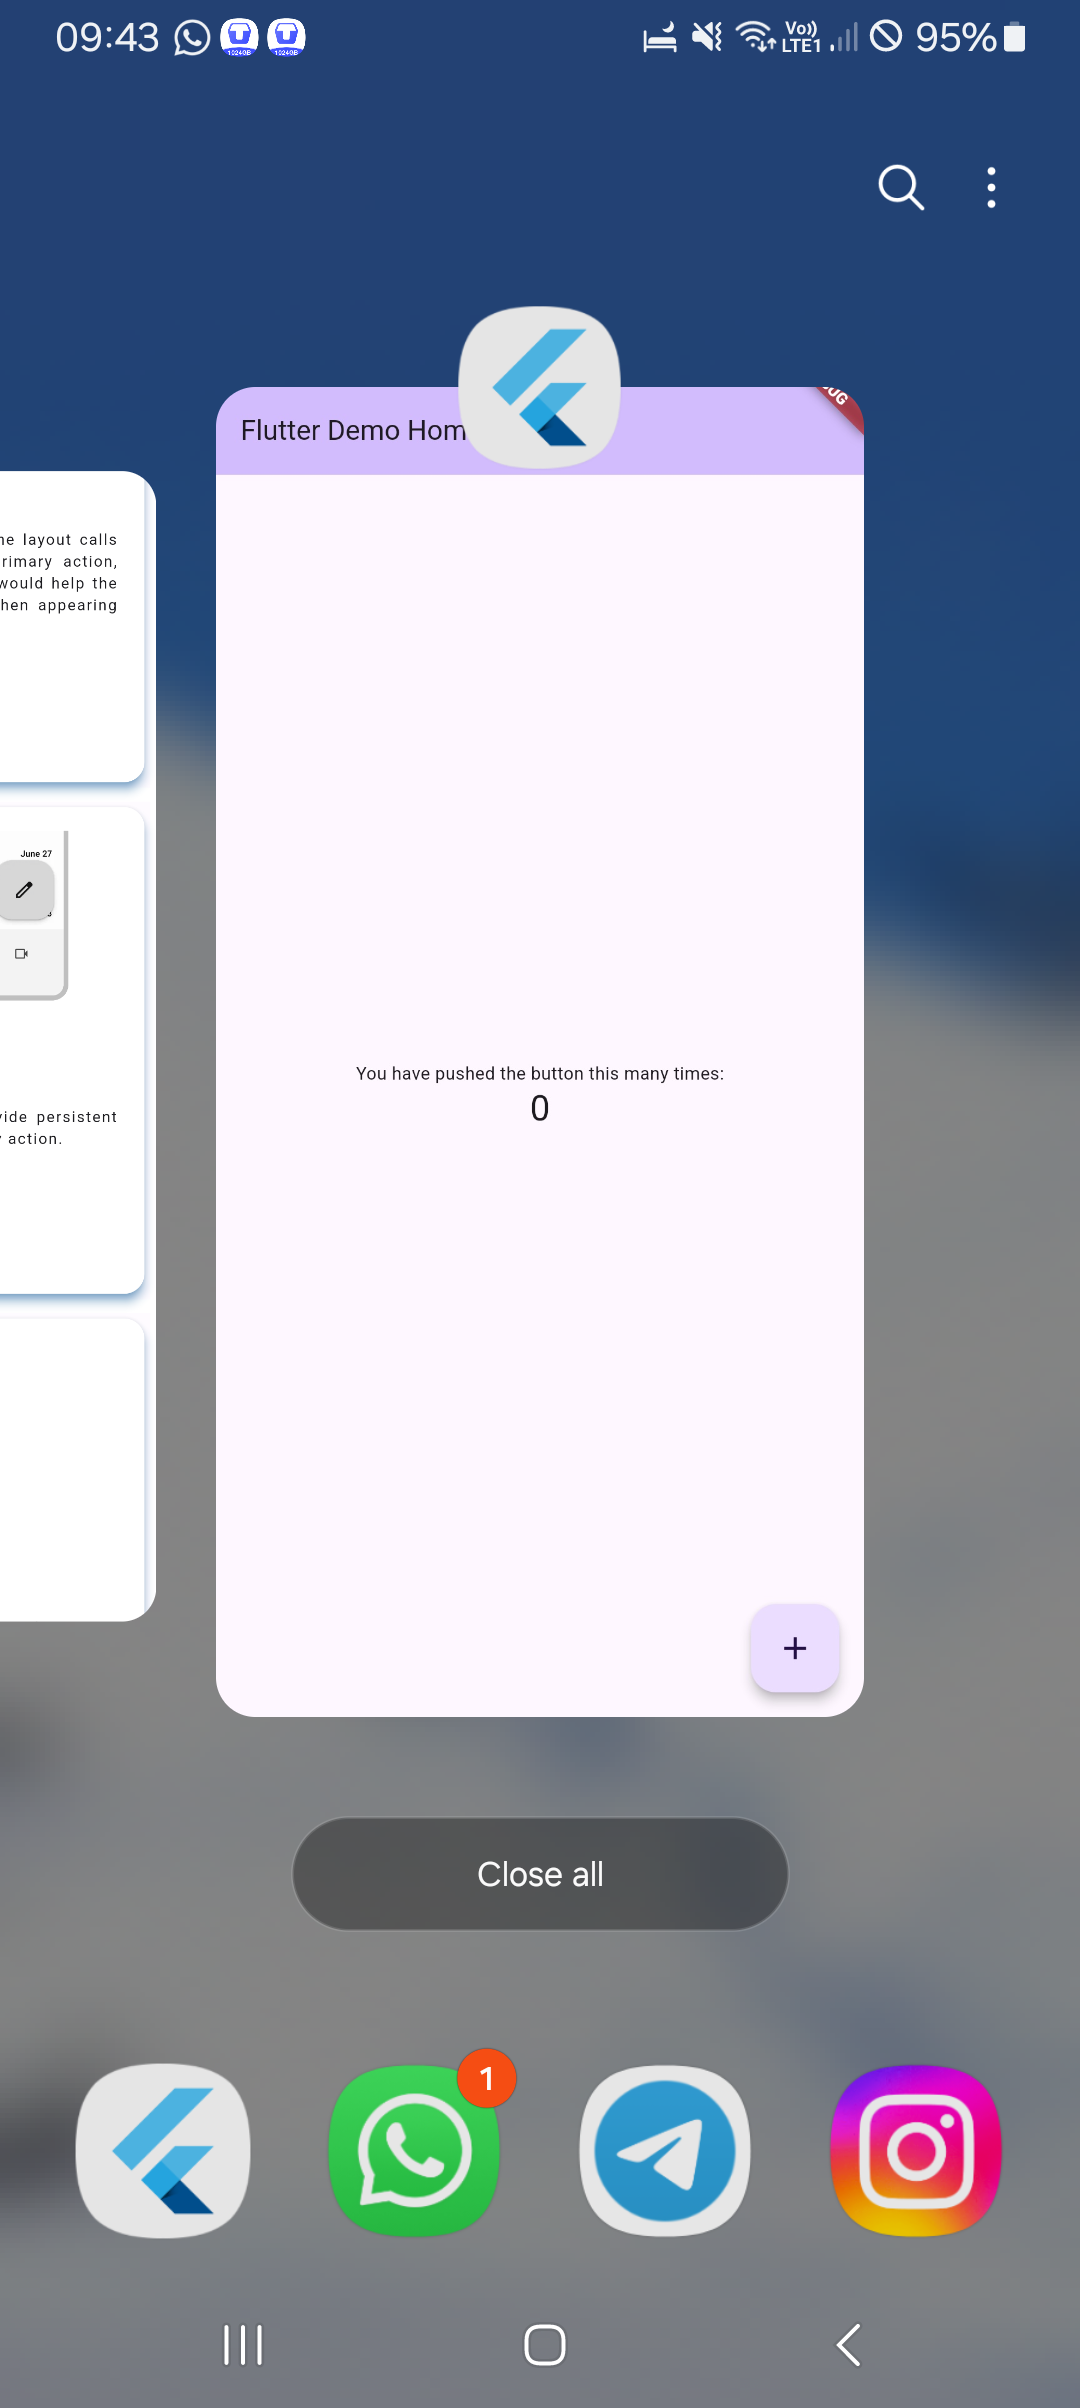 09:43
Vo))
LTE1
95%
Flutter Demo Hom
UG
he layout calls
rimary action,
would help the
hen appearing
June 27
You have pushed the button this many times:
0
vide persistent
action.
+
Close all
1